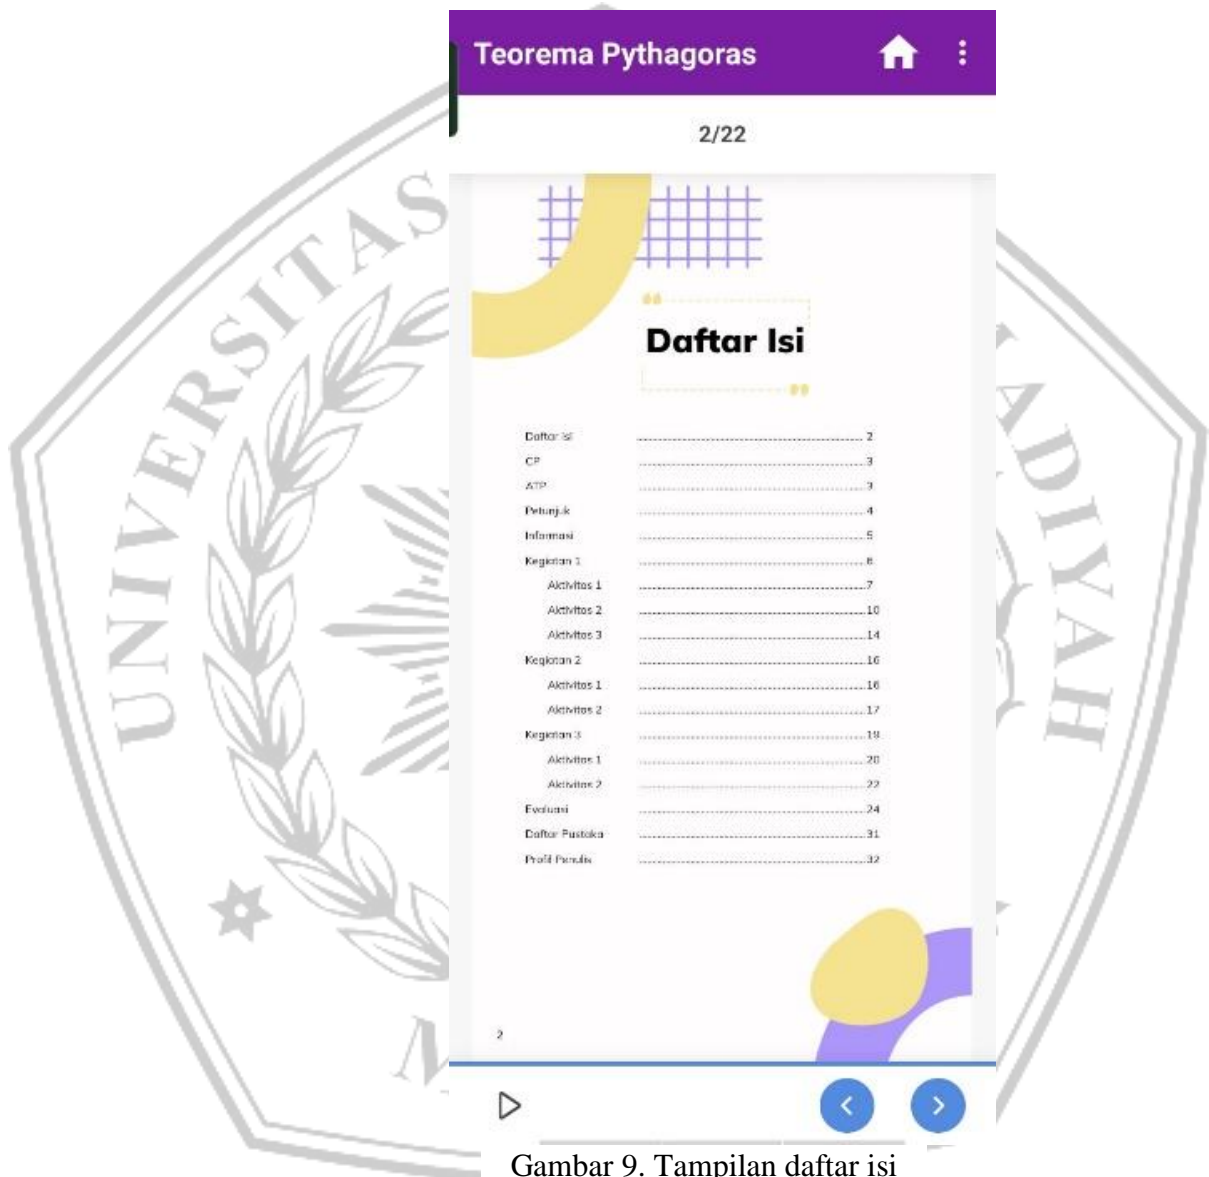 Teorema Pythagoras
2/22
UNIVERSITAS
ADIYAH
Daftar Isi
Daftar isi ........ 2
CP ........ 3
ATP ........ 3
Petunjuk ........ 4
Informasi ........ 5
Kegiatan 1 ........ 6
Aktivitas 1 ........ 7
Aktivitas 2 ........ 10
Aktivitas 3 ........ 14
Kegiatan 2 ........ 16
Aktivitas 1 ........ 16
Aktivitas 2 ........ 17
Kegiatan 3 ........ 19
Aktivitas 1 ........ 20
Aktivitas 2 ........ 22
Evaluasi ........ 24
Daftar Pustaka ........ 31
Profil Penulis ........ 32
2
Gambar 9. Tampilan daftar isi